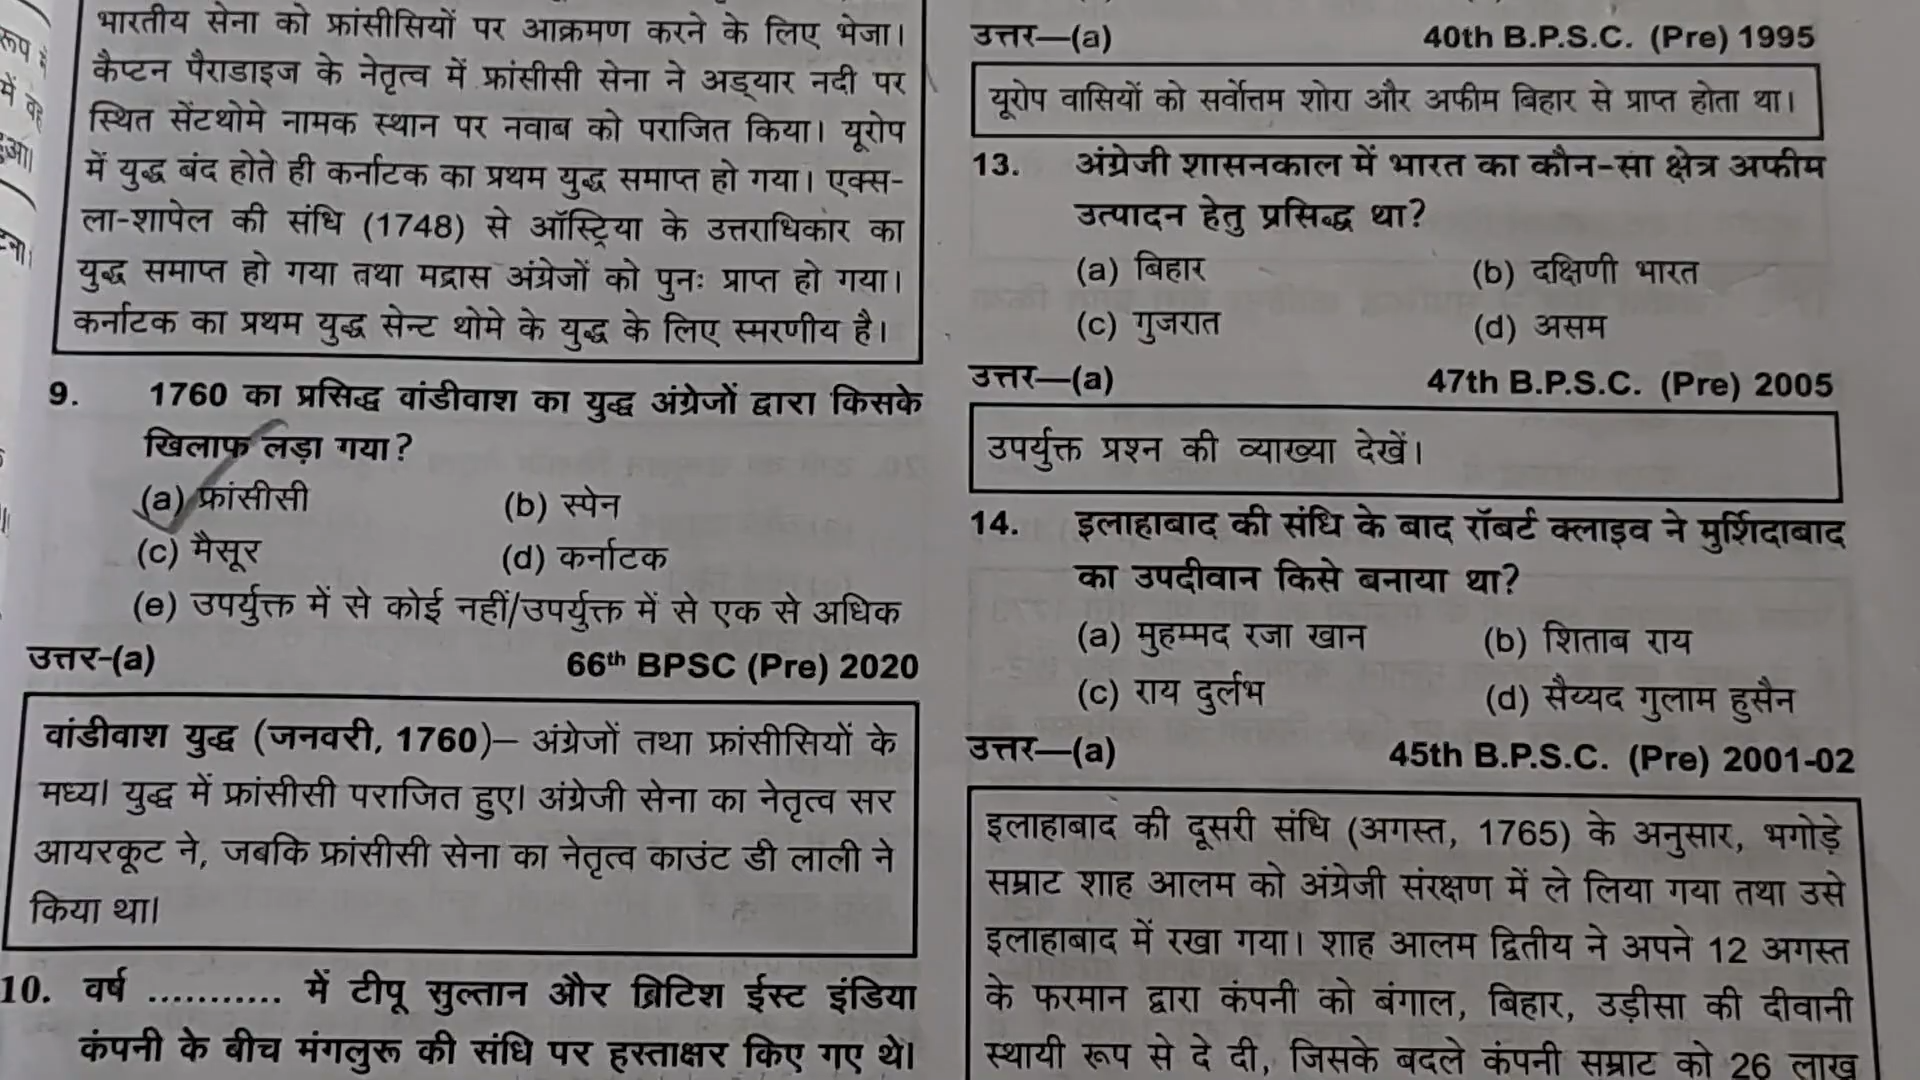 भारतीय सेना को फ्रांसीसियों पर आक्रमण करने के लिए भेजा।
कैप्टन पैराडाइज के नेतृत्व में फ्रांसीसी सेना ने अड्यार नदी पर
स्थित सेंटथोमे नामक स्थान पर नवाब को पराजित किया। यूरोप
में युद्ध बंद होते ही कर्नाटक का प्रथम युद्ध समाप्त हो गया। एक्स-
ला-शापेल की संधि (1748) से ऑस्ट्रिया के उत्तराधिकार का
युद्ध समाप्त हो गया तथा मद्रास अंग्रेजों को पुनः प्राप्त हो गया।
कर्नाटक का प्रथम युद्ध सेन्ट थोमे के युद्ध के लिए स्मरणीय है।
9. 1760 का प्रसिद्ध वांडीवाश का युद्ध अंग्रेजों द्वारा किसके
खिलाफ लड़ा गया?
(a) फ्रांसीसी (b) स्पेन
(c) मैसूर (d) कर्नाटक
(e) उपर्युक्त में से कोई नहीं/उपर्युक्त में से एक से अधिक
उत्तर-(a) 66th BPSC (Pre) 2020
वांडीवाश युद्ध (जनवरी, 1760)– अंग्रेजों तथा फ्रांसीसियों के
मध्य। युद्ध में फ्रांसीसी पराजित हुए। अंग्रेजी सेना का नेतृत्व सर
आयरकूट ने, जबकि फ्रांसीसी सेना का नेतृत्व काउंट डी लाली ने
किया था।
10. वर्ष ........... में टीपू सुल्तान और ब्रिटिश ईस्ट इंडिया
कंपनी के बीच मंगलुरू की संधि पर हस्ताक्षर किए गए थे।
उत्तर—(a) 40th B.P.S.C. (Pre) 1995
यूरोप वासियों को सर्वोत्तम शोरा और अफीम बिहार से प्राप्त होता था।
13. अंग्रेजी शासनकाल में भारत का कौन-सा क्षेत्र अफीम
उत्पादन हेतु प्रसिद्ध था?
(a) बिहार (b) दक्षिणी भारत
(c) गुजरात (d) असम
उत्तर—(a) 47th B.P.S.C. (Pre) 2005
उपर्युक्त प्रश्न की व्याख्या देखें।
14. इलाहाबाद की संधि के बाद रॉबर्ट क्लाइव ने मुर्शिदाबाद
का उपदीवान किसे बनाया था?
(a) मुहम्मद रजा खान (b) शिताब राय
(c) राय दुर्लभ (d) सैय्यद गुलाम हुसैन
उत्तर—(a) 45th B.P.S.C. (Pre) 2001-02
इलाहाबाद की दूसरी संधि (अगस्त, 1765) के अनुसार, भगोड़े
सम्राट शाह आलम को अंग्रेजी संरक्षण में ले लिया गया तथा उसे
इलाहाबाद में रखा गया। शाह आलम द्वितीय ने अपने 12 अगस्त
के फरमान द्वारा कंपनी को बंगाल, बिहार, उड़ीसा की दीवानी
स्थायी रूप से दे दी, जिसके बदले कंपनी सम्राट को 26 लाख